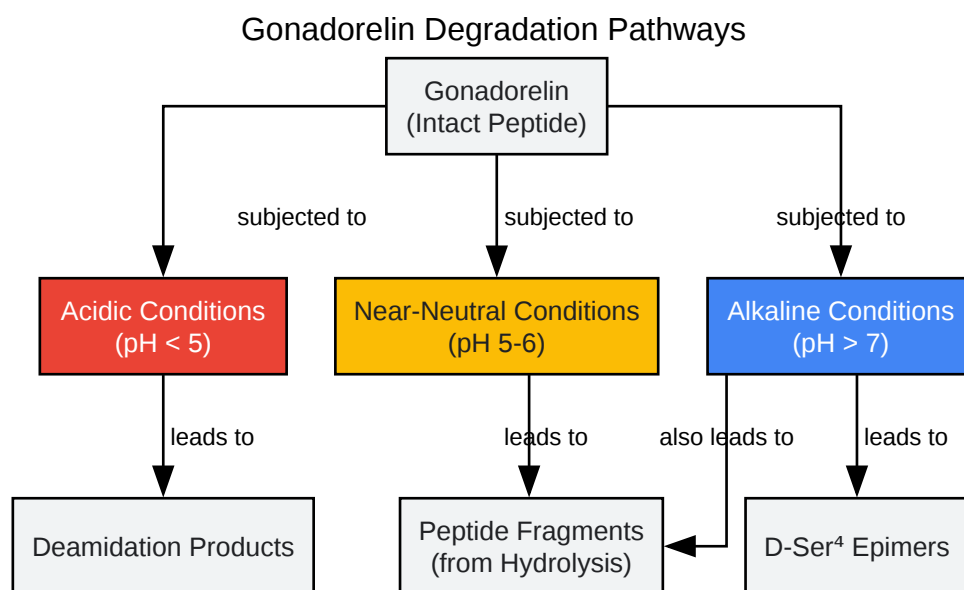 Gonadorelin Degradation Pathways
Gonadorelin
(Intact Peptide)
subjected to
subjected to
subjected to
Acidic Conditions
(pH < 5)
Near-Neutral Conditions
(pH 5-6)
Alkaline Conditions
(pH > 7)
leads to
leads to
also leads to
leads to
Deamidation Products
Peptide Fragments
(from Hydrolysis)
D-Ser⁴ Epimers